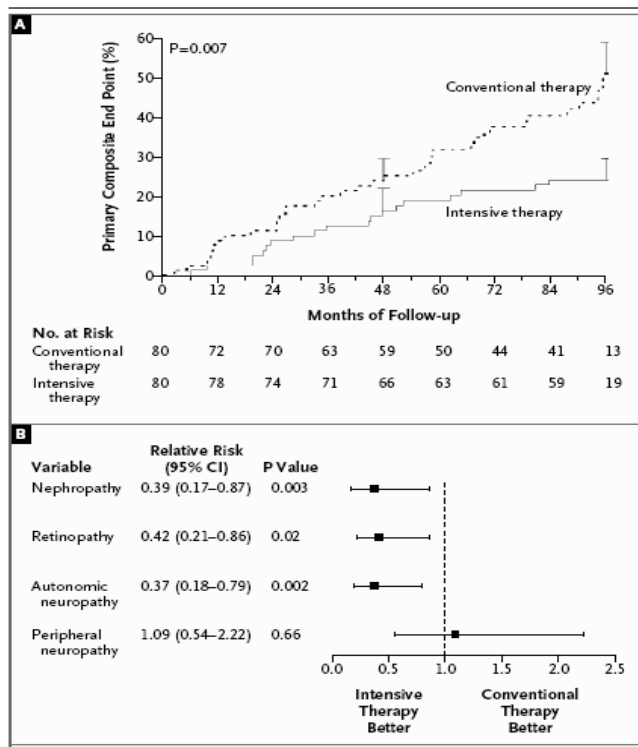 A
P=0.007
Primary Composite End Point (%)
60
50
40
30
20
10
0
Conventional therapy
Intensive therapy
0 12 24 36 48 60 72 84 96
Months of Follow-up
No. at Risk
Conventional therapy 80 72 70 63 59 50 44 41 13
Intensive therapy 80 78 74 71 66 63 61 59 19
B
Variable Relative Risk (95% CI) P Value
Nephropathy 0.39 (0.17–0.87) 0.003
Retinopathy 0.42 (0.21–0.86) 0.02
Autonomic neuropathy 0.37 (0.18–0.79) 0.002
Peripheral neuropathy 1.09 (0.54–2.22) 0.66
0.0 0.5 1.0 1.5 2.0 2.5
Intensive Therapy Better
Conventional Therapy Better